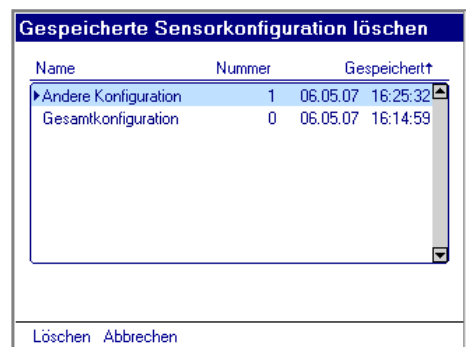 Gespeicherte Sensorkonfiguration löschen
Name Nummer Gespeichert↑
Andere Konfiguration 1 06.05.07 16:25:32
Gesamtkonfiguration 0 06.05.07 16:14:59
Löschen Abbrechen